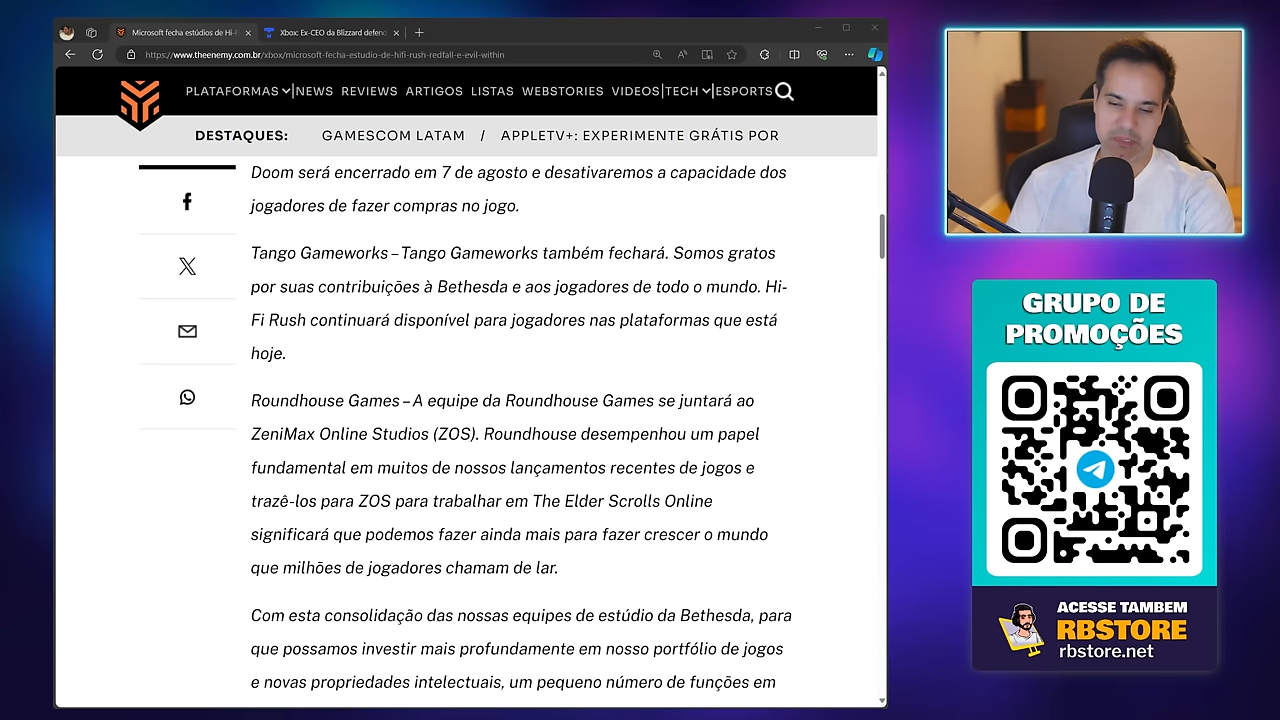 Microsoft fecha estúdios de Hi-F
Xbox: Ex-CEO da Blizzard defend
https://www.theenemy.com.br/xbox/microsoft-fecha-estudio-de-hifi-rush-redfall-e-evil-within
PLATAFORMAS | NEWS REVIEWS ARTIGOS LISTAS WEBSTORIES VIDEOS | TECH | ESPORTS
DESTAQUES: GAMESCOM LATAM / APPLETV+: EXPERIMENTE GRÁTIS POR
Doom será encerrado em 7 de agosto e desativaremos a capacidade dos
jogadores de fazer compras no jogo.
Tango Gameworks – Tango Gameworks também fechará. Somos gratos
por suas contribuições à Bethesda e aos jogadores de todo o mundo. Hi-
Fi Rush continuará disponível para jogadores nas plataformas que está
hoje.
Roundhouse Games – A equipe da Roundhouse Games se juntará ao
ZeniMax Online Studios (ZOS). Roundhouse desempenhou um papel
fundamental em muitos de nossos lançamentos recentes de jogos e
trazê-los para ZOS para trabalhar em The Elder Scrolls Online
significará que podemos fazer ainda mais para fazer crescer o mundo
que milhões de jogadores chamam de lar.
Com esta consolidação das nossas equipes de estúdio da Bethesda, para
que possamos investir mais profundamente em nosso portfólio de jogos
e novas propriedades intelectuais, um pequeno número de funções em
GRUPO DE
PROMOÇÕES
ACESSE TAMBEM
RBSTORE
rbstore.net